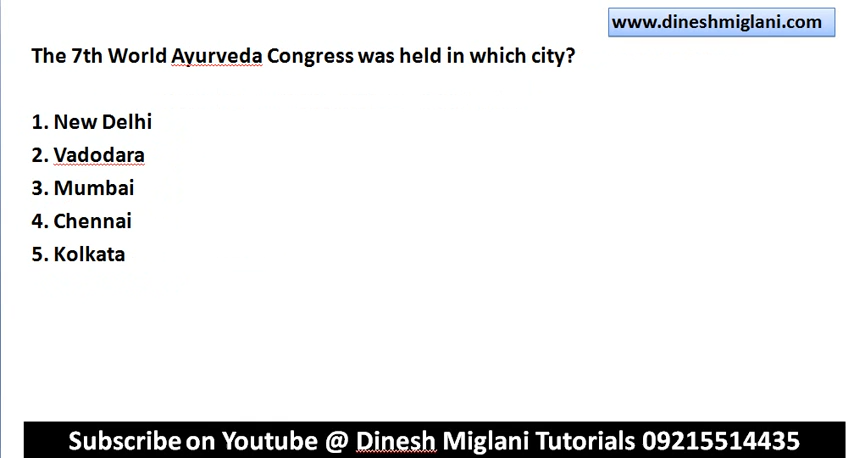 www.dineshmiglani.com
The 7th World Ayurveda Congress was held in which city?
1. New Delhi
2. Vadodara
3. Mumbai
4. Chennai
5. Kolkata
Subscribe on Youtube @ Dinesh Miglani Tutorials 09215514435